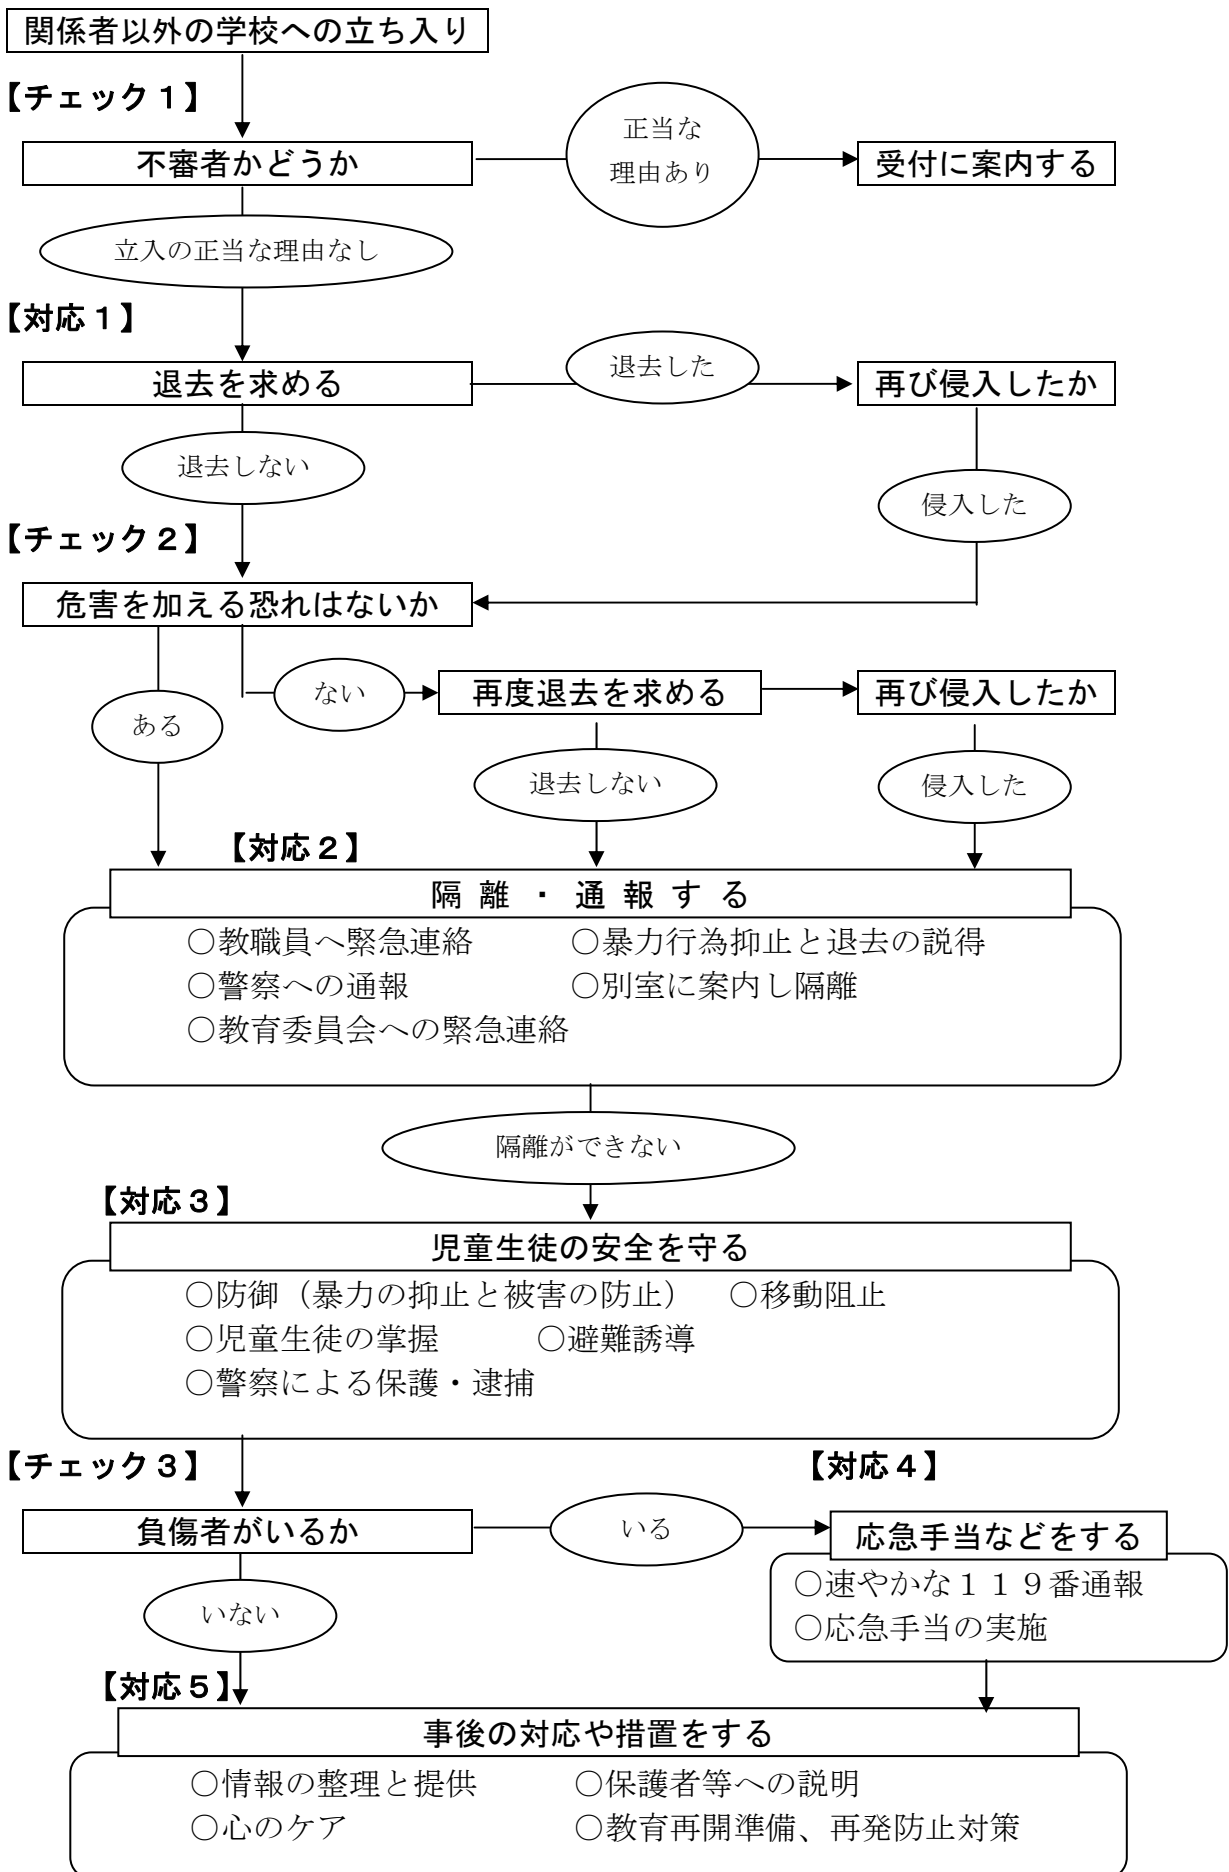 関係者以外の学校への立ち入り
【チェック１】
正当な
理由あり
不審者かどうか
受付に案内する
立入の正当な理由なし
【対応１】
退去を求める
退去した
再び侵入したか
退去しない
侵入した
【チェック２】
危害を加える恐れはないか
ない
再度退去を求める
再び侵入したか
ある
退去しない
侵入した
【対応２】
隔 離 ・ 通 報 す る
○教職員へ緊急連絡 ○暴力行為抑止と退去の説得
○警察への通報 ○別室に案内し隔離
○教育委員会への緊急連絡
隔離ができない
【対応３】
児童生徒の安全を守る
○防御（暴力の抑止と被害の防止） ○移動阻止
○児童生徒の掌握 ○避難誘導
○警察による保護・逮捕
【チェック３】
【対応４】
負傷者がいるか
いる
応急手当などをする
○速やかな１１９番通報
○応急手当の実施
いない
【対応５】
事後の対応や措置をする
○情報の整理と提供 ○保護者等への説明
○心のケア ○教育再開準備、再発防止対策